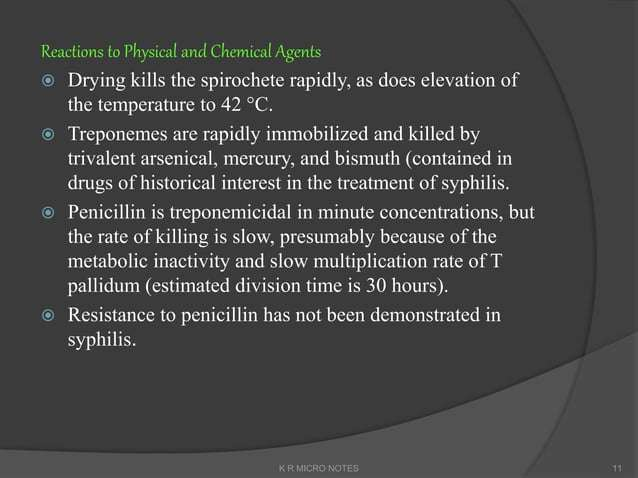 Reactions to Physical and Chemical Agents
Drying kills the spirochete rapidly, as does elevation of
the temperature to 42 °C.
Treponemes are rapidly immobilized and killed by
trivalent arsenical, mercury, and bismuth (contained in
drugs of historical interest in the treatment of syphilis.
Penicillin is treponemicidal in minute concentrations, but
the rate of killing is slow, presumably because of the
metabolic inactivity and slow multiplication rate of T
pallidum (estimated division time is 30 hours).
Resistance to penicillin has not been demonstrated in
syphilis.
K R MICRO NOTES
11